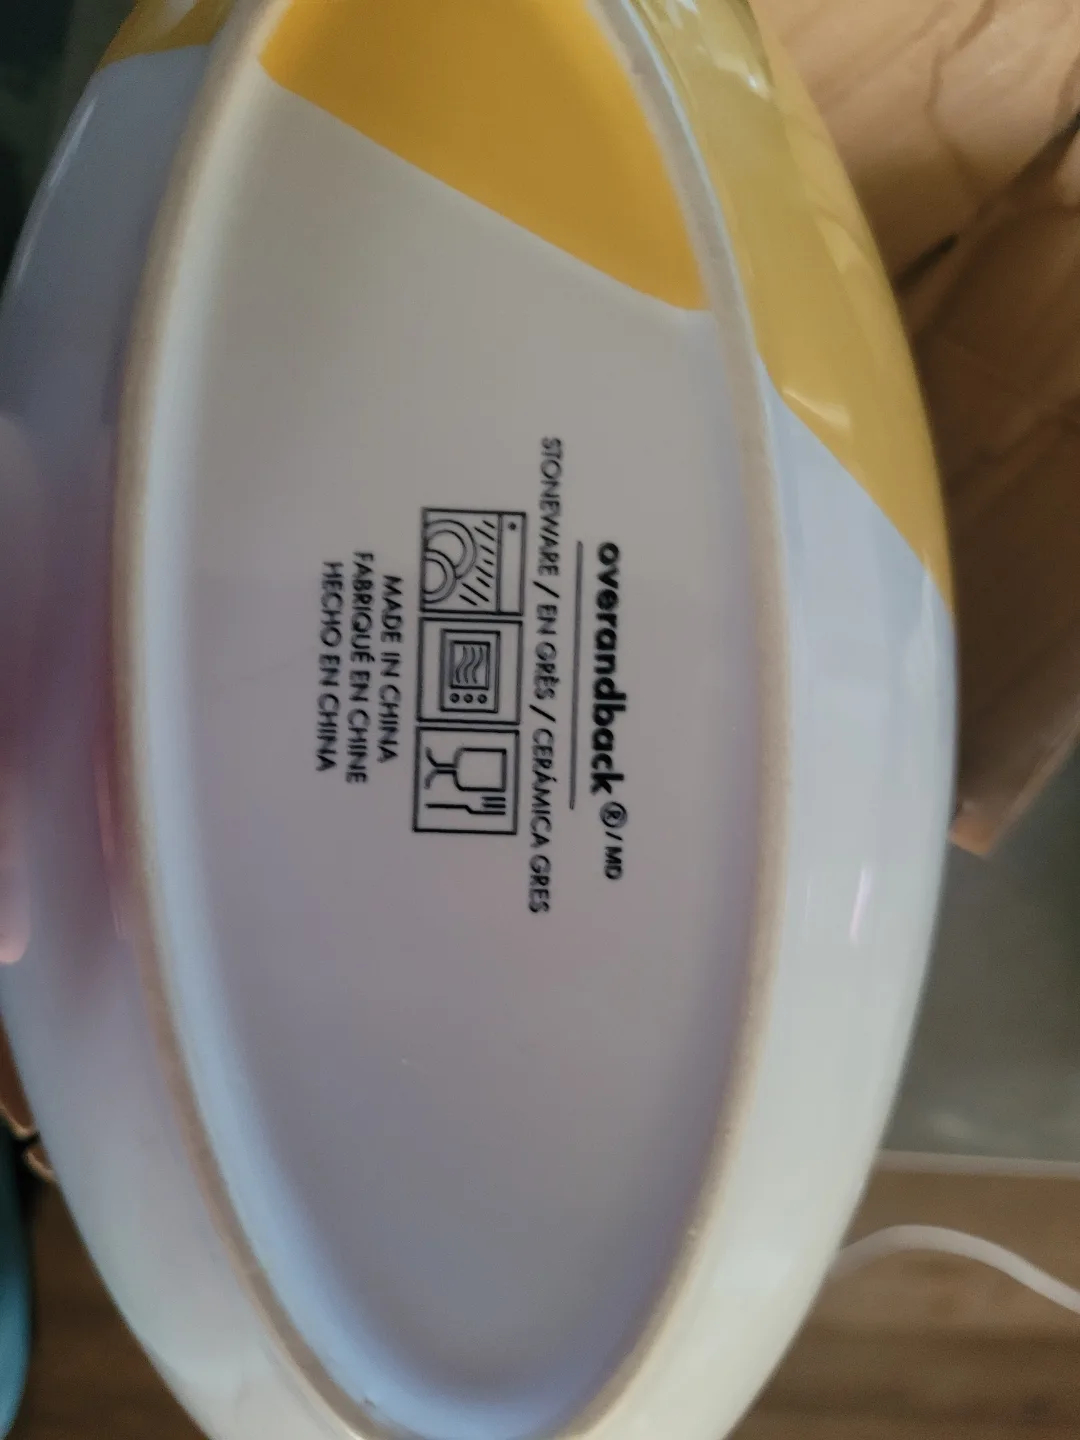 overandback®/MD
STONEWARE / EN GRÈS / CERÁMICA GRES
MADE IN CHINA
FABRIQUÉ EN CHINE
HECHO EN CHINA